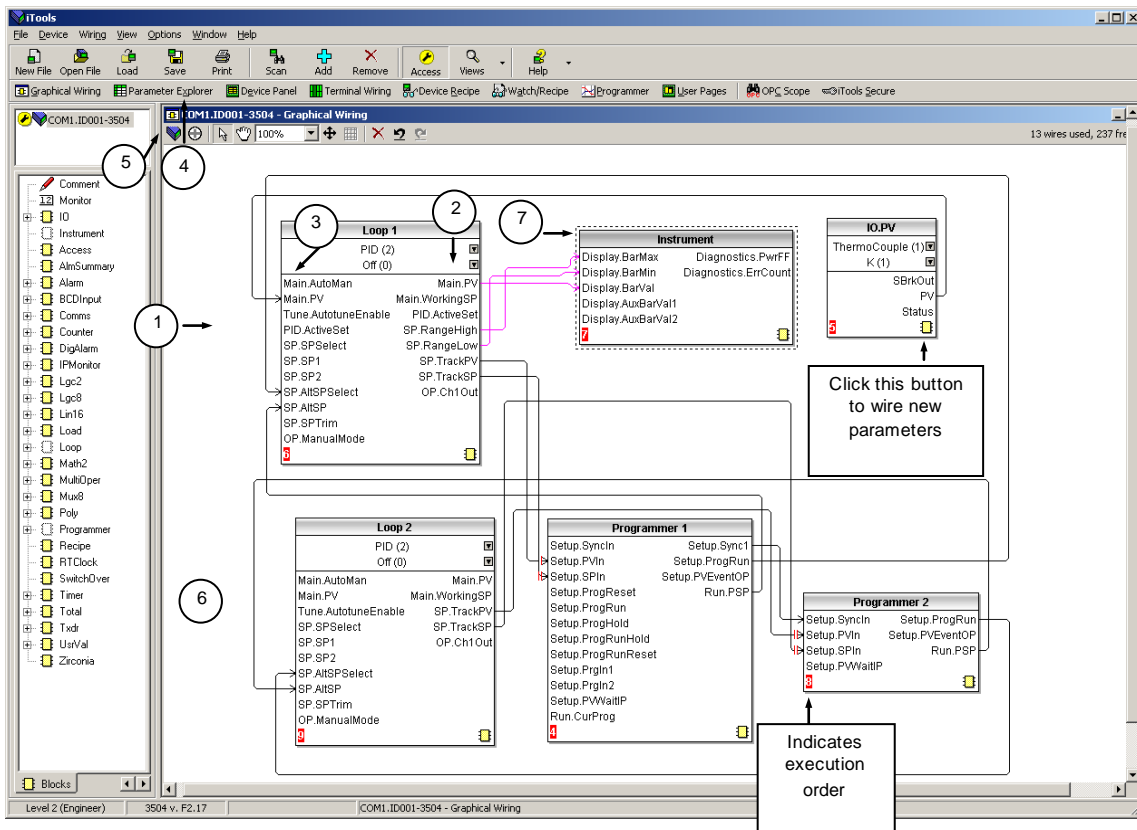 iTools
File Device Wiring View Options Window Help
New File Open File Load Save Print Scan Add Remove Access Views Help
Graphical Wiring Parameter Explorer Device Panel Terminal Wiring Device Recipe Watch/Recipe Programmer User Pages OPC Scope iTools Secure
COM1.ID001-3504
COM1.ID001-3504 - Graphical Wiring
100%
13 wires used, 237 fre
5
4
Comment
12 Monitor
IO
Instrument
Access
AlmSummary
Alarm
BCDInput
Comms
Counter
DigAlarm
IPMonitor
Lgc2
Lgc8
Lin16
Load
Loop
Math2
MultiOper
Mux8
Poly
Programmer
Recipe
RTClock
SwitchOver
Timer
Total
Txdr
UsrVal
Zirconia
Blocks
1
3
2
7
6
Loop 1
PID (2)
Off (0)
Main.AutoMan Main.PV
Main.PV Main.WorkingSP
Tune.AutotuneEnable PID.ActiveSet
PID.ActiveSet SP.RangeHigh
SP.SPSelect SP.RangeLow
SP.SP1 SP.TrackPV
SP.SP2 SP.TrackSP
SP.AltSPSelect OP.Ch1Out
SP.AltSP
SP.SPTrim
OP.ManualMode
6
Instrument
Display.BarMax Diagnostics.PwrFF
Display.BarMin Diagnostics.ErrCount
Display.BarVal
Display.AuxBarVal1
Display.AuxBarVal2
7
IO.PV
ThermoCouple (1)
K (1)
SBrkOut
PV
Status
5
Click this button
to wire new
parameters
Loop 2
PID (2)
Off (0)
Main.AutoMan Main.PV
Main.PV Main.WorkingSP
Tune.AutotuneEnable SP.TrackPV
SP.SPSelect SP.TrackSP
SP.SP1 OP.Ch1Out
SP.SP2
SP.AltSPSelect
SP.AltSP
SP.SPTrim
OP.ManualMode
9
Programmer 1
Setup.SyncIn Setup.Sync1
Setup.PVIn Setup.ProgRun
Setup.SPIn Setup.PVEventOP
Setup.ProgReset Run.PSP
Setup.ProgRun
Setup.ProgHold
Setup.ProgRunHold
Setup.ProgRunReset
Setup.PrgIn1
Setup.PrgIn2
Setup.PVWaitIP
Run.CurProg
4
Programmer 2
Setup.SyncIn Setup.ProgRun
Setup.PVIn Setup.PVEventOP
Setup.SPIn Run.PSP
Setup.PVWaitIP
8
Indicates
execution
order
Level 2 (Engineer) 3504 v. F2.17 COM1.ID001-3504 - Graphical Wiring